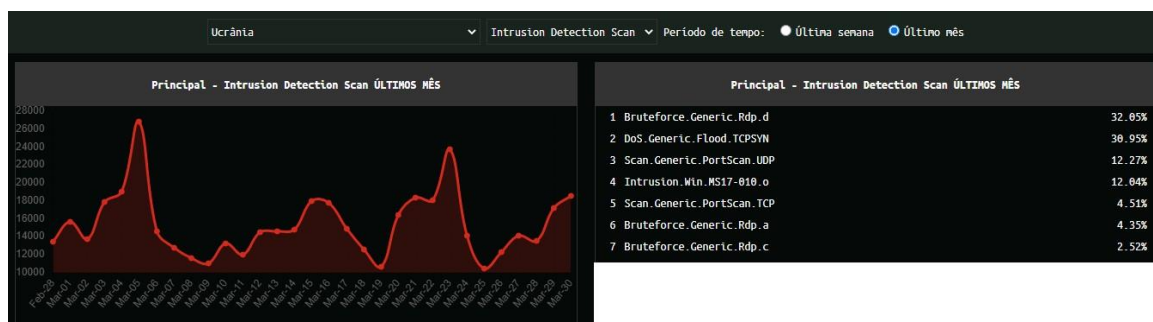 Ucrânia Intrusion Detection Scan Período de tempo: Última semana Último mês
Principal - Intrusion Detection Scan ÚLTIMOS MÊS
28000
26000
24000
22000
20000
18000
16000
14000
12000
10000
Feb-28 Mar-01 Mar-02 Mar-03 Mar-04 Mar-05 Mar-06 Mar-07 Mar-08 Mar-09 Mar-10 Mar-11 Mar-12 Mar-13 Mar-14 Mar-15 Mar-16 Mar-17 Mar-18 Mar-19 Mar-20 Mar-21 Mar-22 Mar-23 Mar-24 Mar-25 Mar-26 Mar-27 Mar-28 Mar-29 Mar-30
Principal - Intrusion Detection Scan ÚLTIMOS MÊS
1 Bruteforce.Generic.Rdp.d 32.05%
2 DoS.Generic.Flood.TCPSYN 30.95%
3 Scan.Generic.PortScan.UDP 12.27%
4 Intrusion.Win.MS17-010.o 12.04%
5 Scan.Generic.PortScan.TCP 4.51%
6 Bruteforce.Generic.Rdp.a 4.35%
7 Bruteforce.Generic.Rdp.c 2.52%